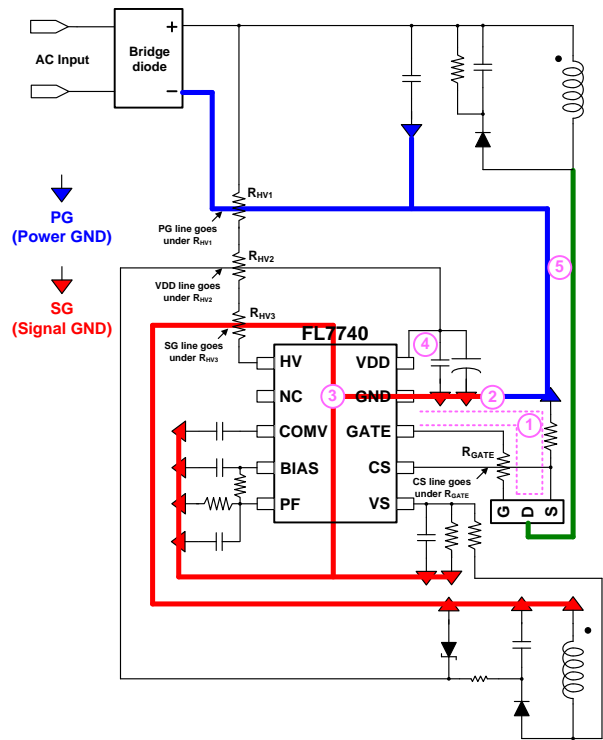 +
Bridge
diode
AC Input
−
RHV1
PG line goes
under RHV1
PG
(Power GND)
RHV2
VDD line goes
under RHV2
5
SG
(Signal GND)
RHV3
SG line goes
under RHV3
FL7740
HV
VDD
4
NC
3
GND
2
1
COMV
GATE
RGATE
BIAS
CS
CS line goes
under RGATE
PF
VS
G
D
S